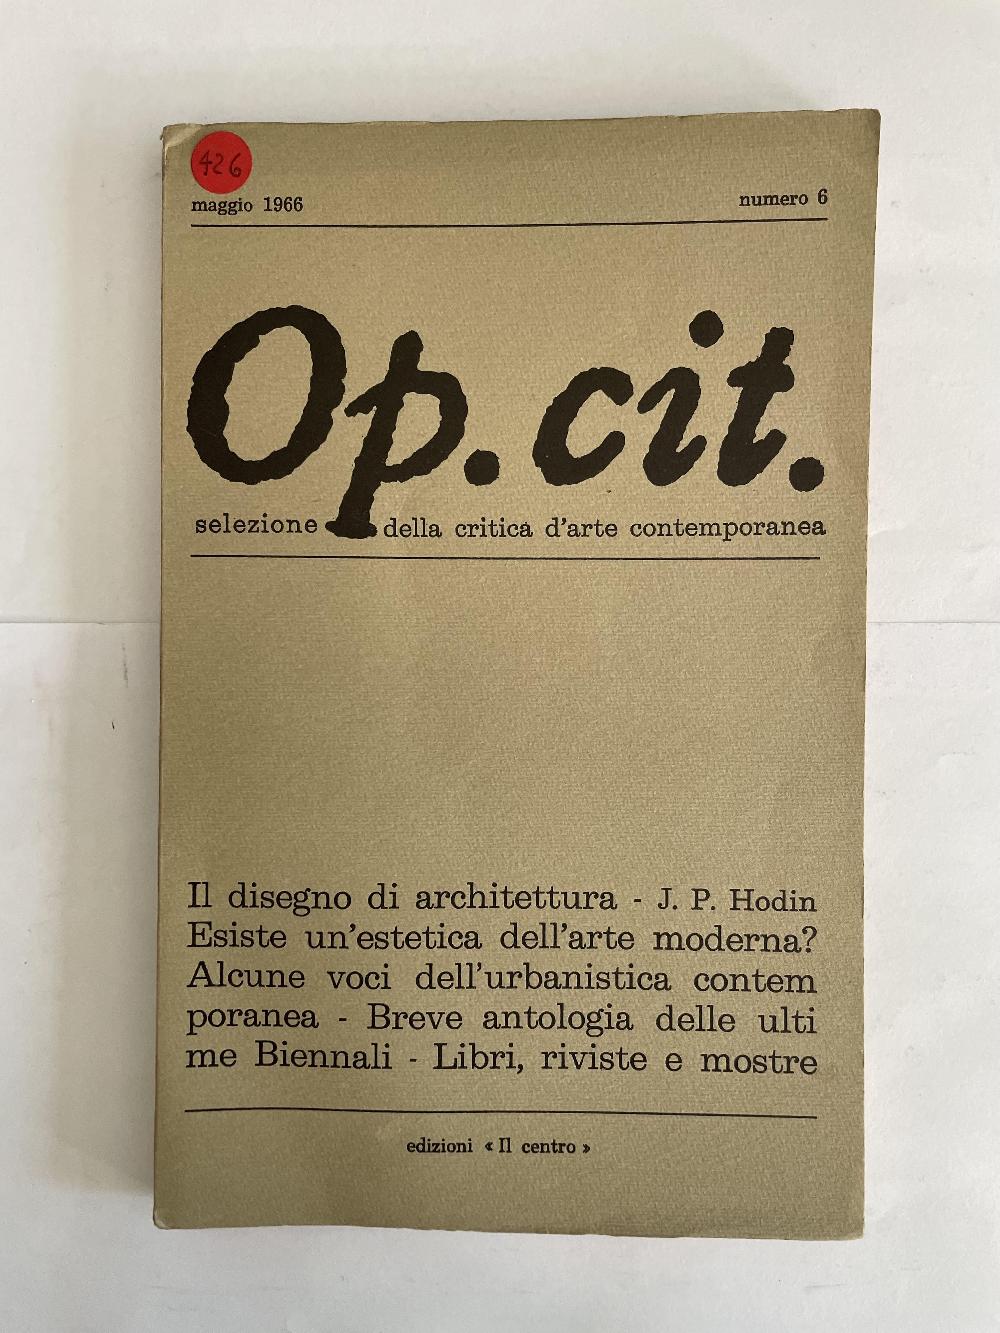 426
maggio 1966
numero 6
Op. cit.
selezione della critica d'arte contemporanea
Il disegno di architettura - J. P. Hodin
Esiste un'estetica dell'arte moderna?
Alcune voci dell'urbanistica contem
poranea - Breve antologia delle ulti
me Biennali - Libri, riviste e mostre
edizioni « Il centro »